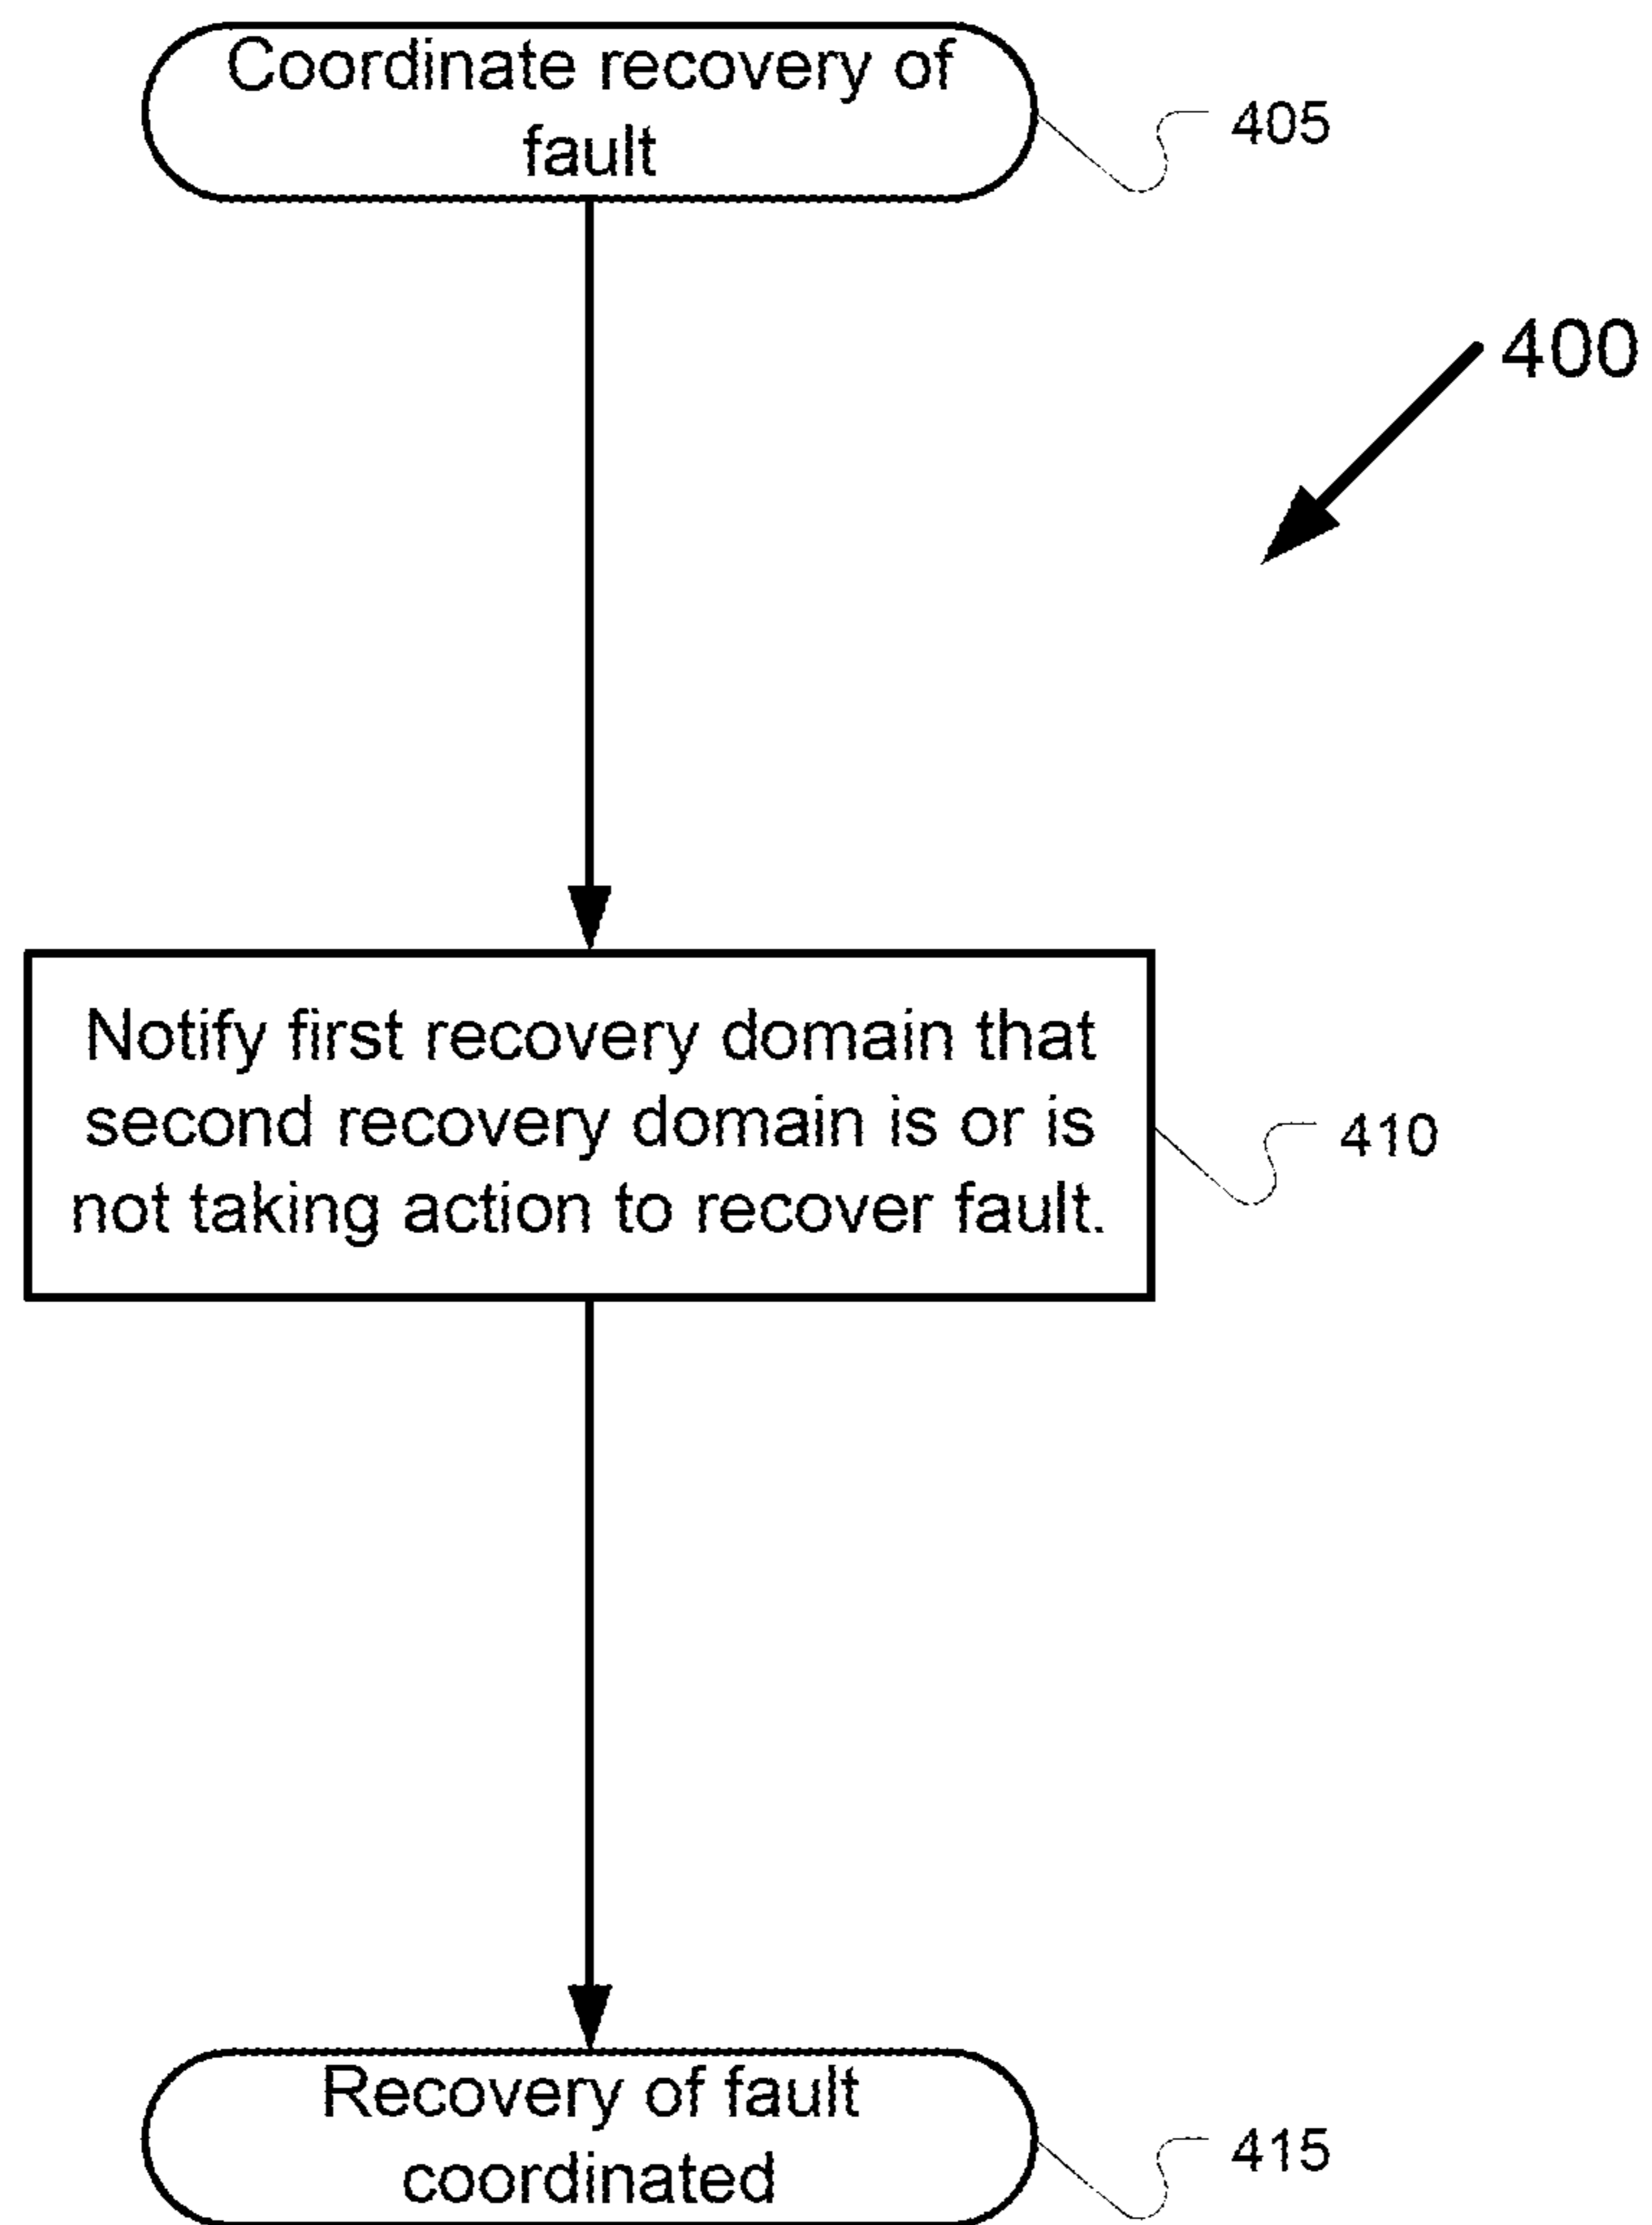 Coordinate recovery of
fault
405
400
Notify first recovery domain that
second recovery domain is or is
not taking action to recover fault.
410
Recovery of fault
coordinated
415